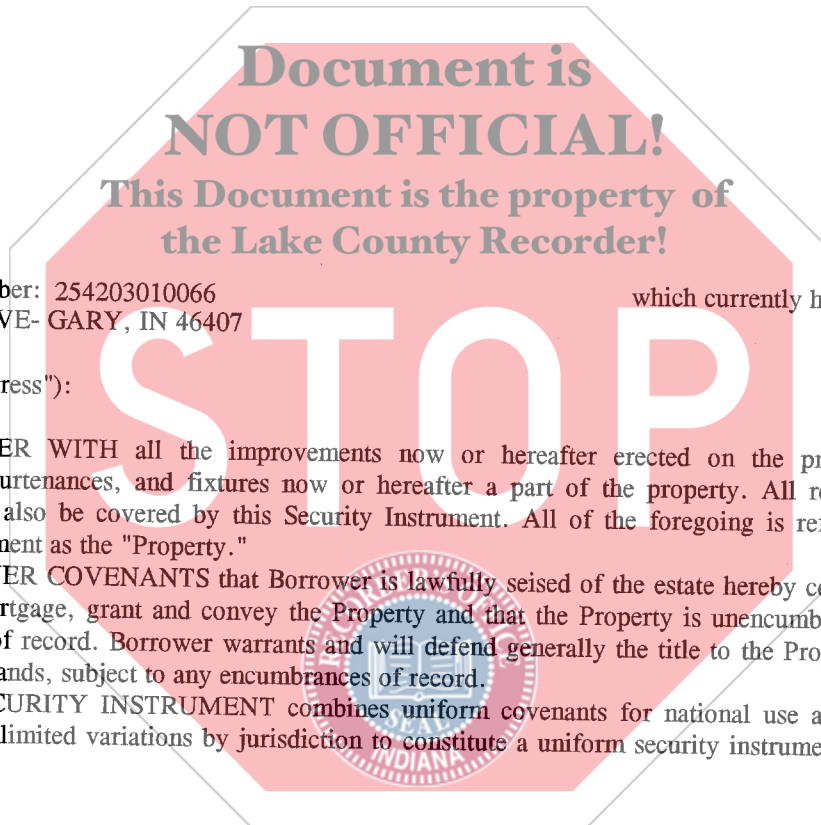 Document is
NOT OFFICIAL!
This Document is the property of
the Lake County Recorder!
ber: 254203010066 which currently h
VE- GARY, IN 46407
ress"):
STOP
ER WITH all the improvements now or hereafter erected on the pr
urtenances, and fixtures now or hereafter a part of the property. All r
also be covered by this Security Instrument. All of the foregoing is re
nent as the "Property."
ER COVENANTS that Borrower is lawfully seised of the estate hereby c
rtgage, grant and convey the Property and that the Property is unencumb
of record. Borrower warrants and will defend generally the title to the Pro
ands, subject to any encumbrances of record.
CURITY INSTRUMENT combines uniform covenants for national use a
limited variations by jurisdiction to constitute a uniform security instrume
RECORDER'S OFFICE
SEAL
INDIANA